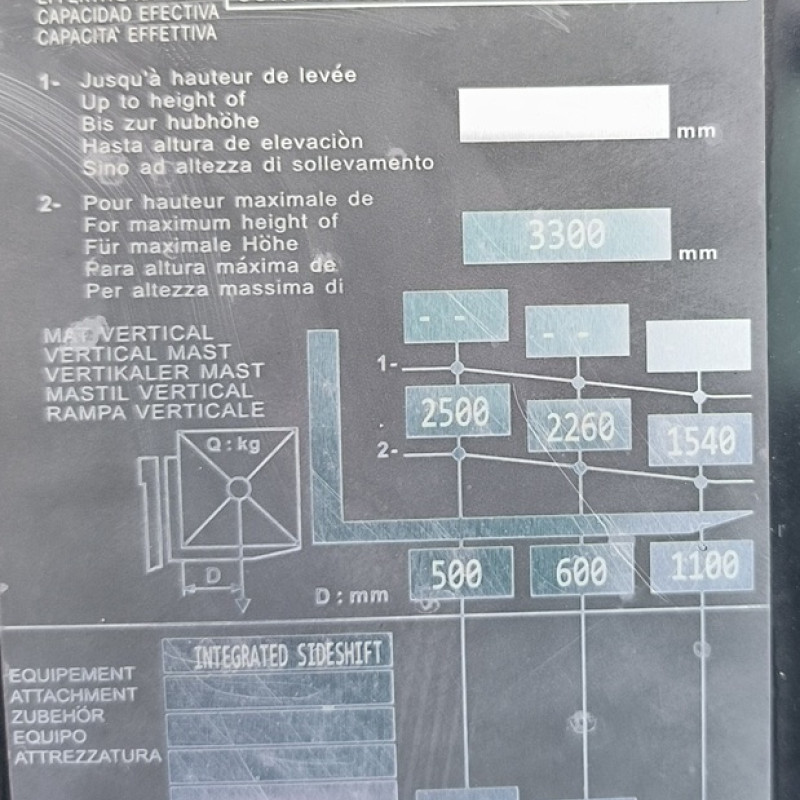 CAPACIDAD EFECTIVA
CAPACITA' EFFETTIVA
1- Jusqu'à hauteur de levée
Up to height of
Bis zur hubhöhe
Hasta altura de elevaciòn
Sino ad altezza di sollevamento
mm
2- Pour hauteur maximale de
For maximum height of
Für maximale Höhe
Para altura máxima de
Per altezza massima di
3300 mm
MAT VERTICAL
VERTICAL MAST
VERTIKALER MAST
MASTIL VERTICAL
RAMPA VERTICALE
- - - -
1-
2500 2260 1540
2-
Q : kg
D
D : mm
500 600 1100
EQUIPEMENT
ATTACHMENT
ZUBEHÖR
EQUIPO
ATTREZZATURA
INTEGRATED SIDESHIFT